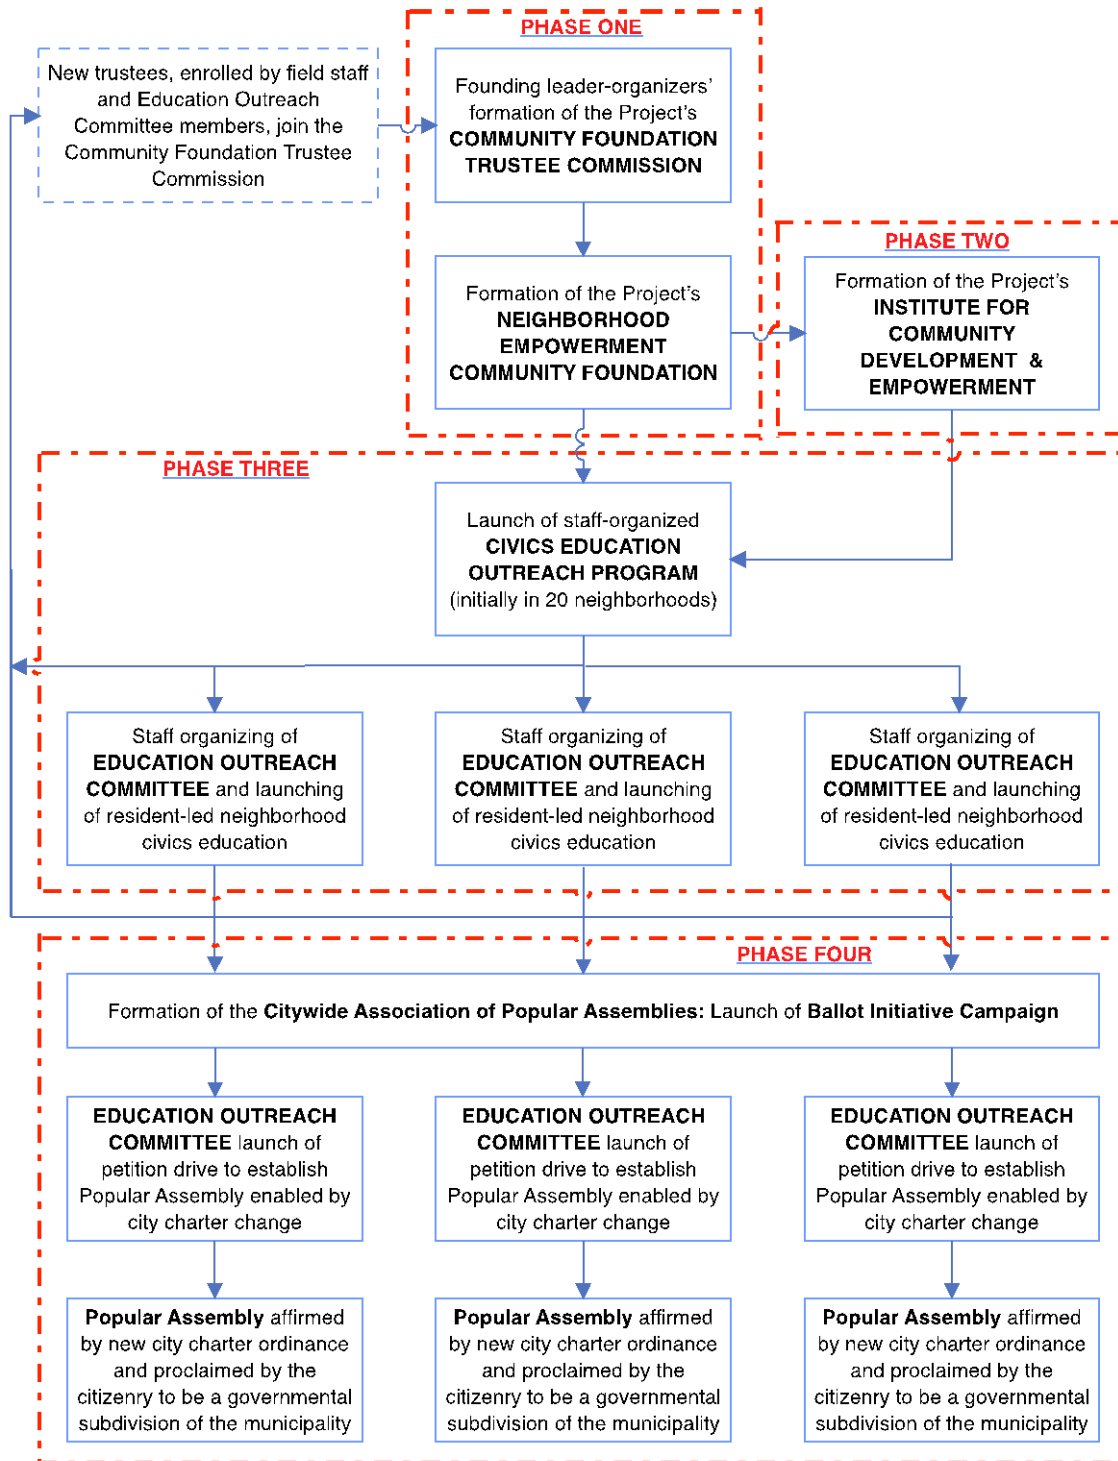 PHASE ONE
New trustees, enrolled by field staff
and Education Outreach
Committee members, join the
Community Foundation Trustee
Commission
Founding leader-organizers'
formation of the Project's
COMMUNITY FOUNDATION
TRUSTEE COMMISSION
PHASE TWO
Formation of the Project's
NEIGHBORHOOD
EMPOWERMENT
COMMUNITY FOUNDATION
Formation of the Project's
INSTITUTE FOR
COMMUNITY
DEVELOPMENT &
EMPOWERMENT
PHASE THREE
Launch of staff-organized
CIVICS EDUCATION
OUTREACH PROGRAM
(initially in 20 neighborhoods)
Staff organizing of
EDUCATION OUTREACH
COMMITTEE and launching
of resident-led neighborhood
civics education
Staff organizing of
EDUCATION OUTREACH
COMMITTEE and launching
of resident-led neighborhood
civics education
Staff organizing of
EDUCATION OUTREACH
COMMITTEE and launching
of resident-led neighborhood
civics education
PHASE FOUR
Formation of the Citywide Association of Popular Assemblies: Launch of Ballot Initiative Campaign
EDUCATION OUTREACH
COMMITTEE launch of
petition drive to establish
Popular Assembly enabled by
city charter change
EDUCATION OUTREACH
COMMITTEE launch of
petition drive to establish
Popular Assembly enabled by
city charter change
EDUCATION OUTREACH
COMMITTEE launch of
petition drive to establish
Popular Assembly enabled by
city charter change
Popular Assembly affirmed
by new city charter ordinance
and proclaimed by the
citizenry to be a governmental
subdivision of the municipality
Popular Assembly affirmed
by new city charter ordinance
and proclaimed by the
citizenry to be a governmental
subdivision of the municipality
Popular Assembly affirmed
by new city charter ordinance
and proclaimed by the
citizenry to be a governmental
subdivision of the municipality